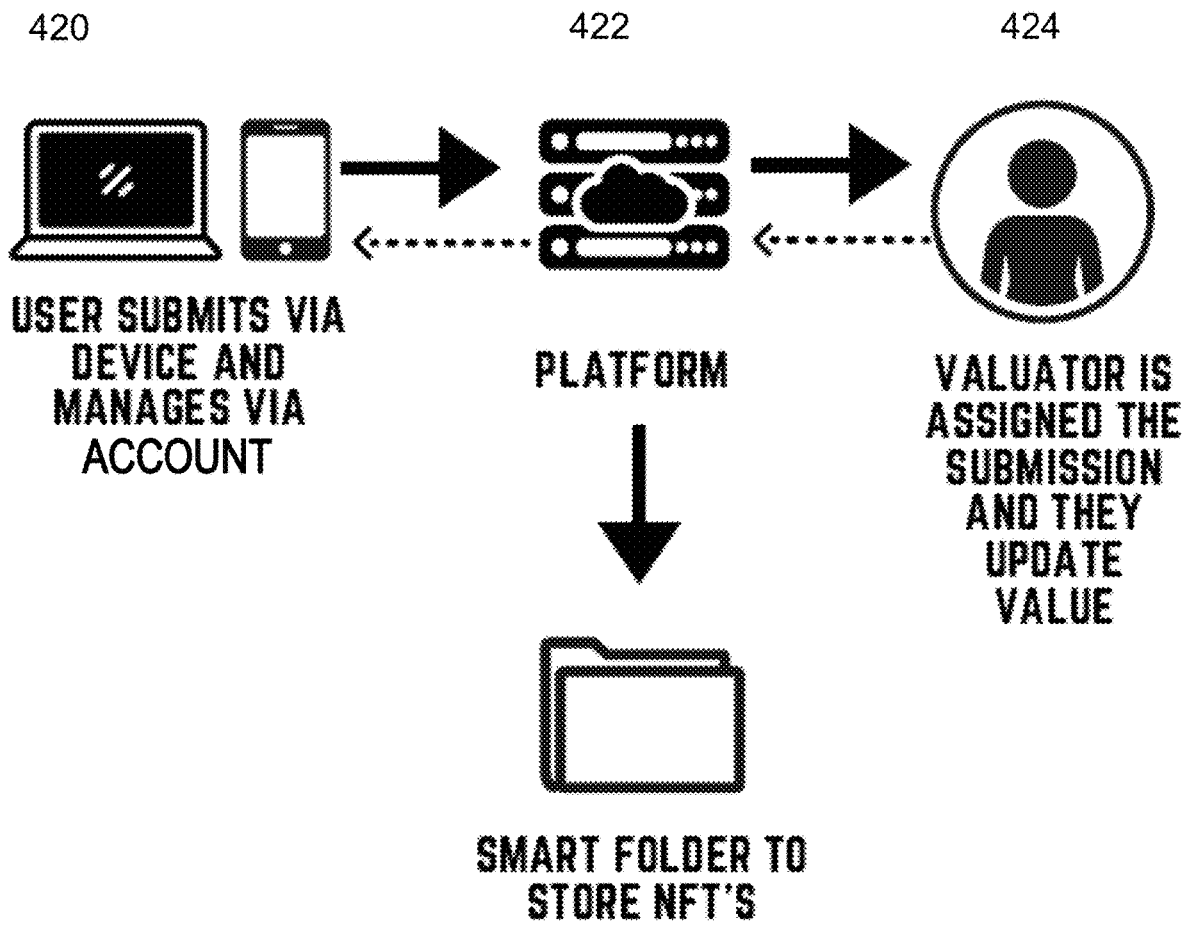 420
422
424
USER SUBMITS VIA
DEVICE AND
MANAGES VIA
ACCOUNT
PLATFORM
VALUATOR IS
ASSIGNED THE
SUBMISSION
AND THEY
UPDATE
VALUE
SMART FOLDER TO
STORE NFT'S